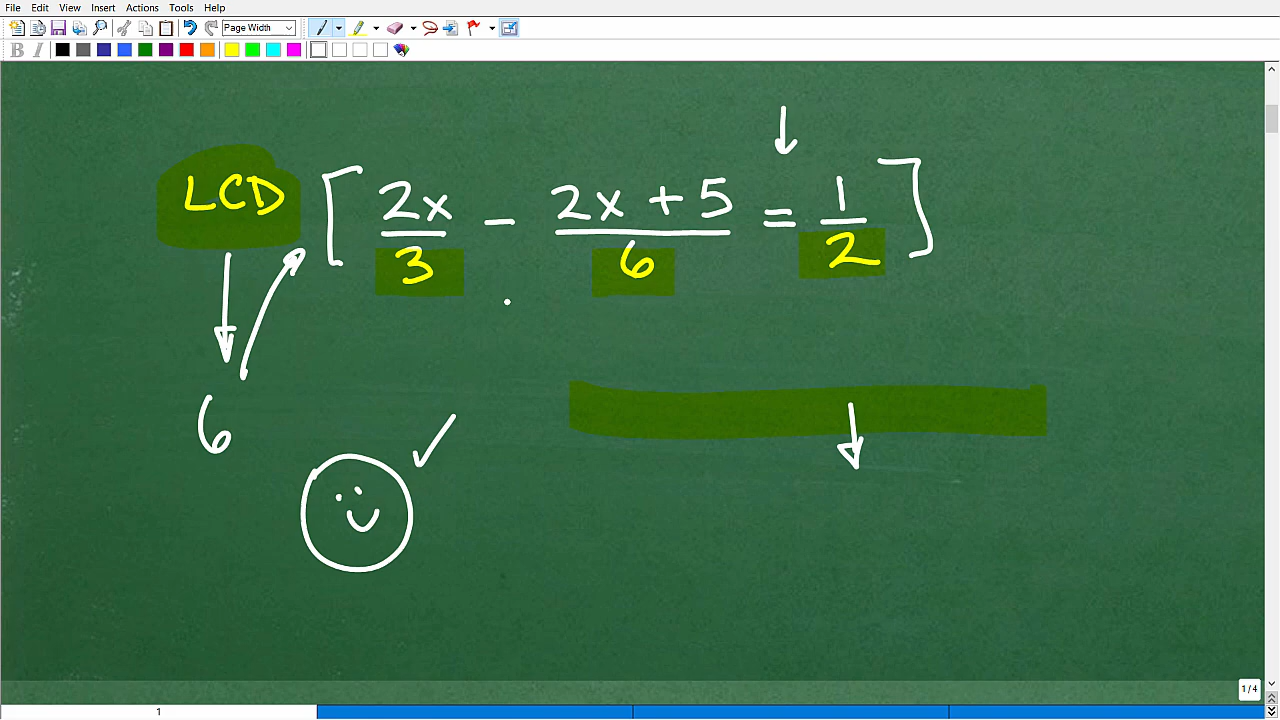 File Edit View Insert Actions Tools Help
Page Width
B I
LCD [ 2x/3 - 2x + 5/6 = 1/2 ]
6
1/4
1